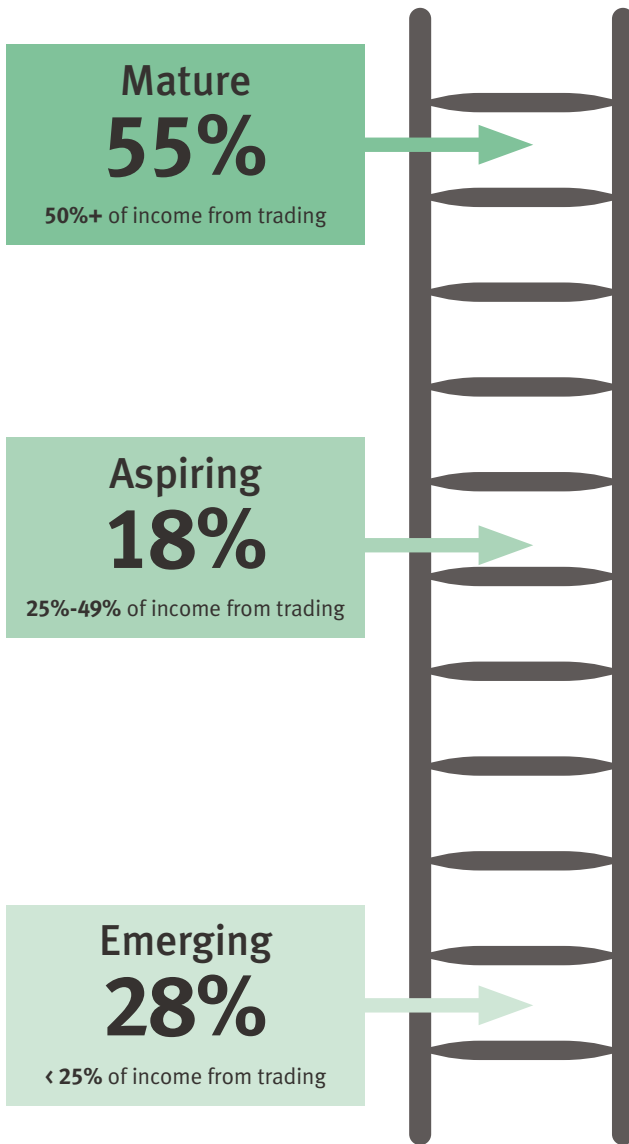 Mature
55%
50%+ of income from trading
Aspiring
18%
25%-49% of income from trading
Emerging
28%
< 25% of income from trading